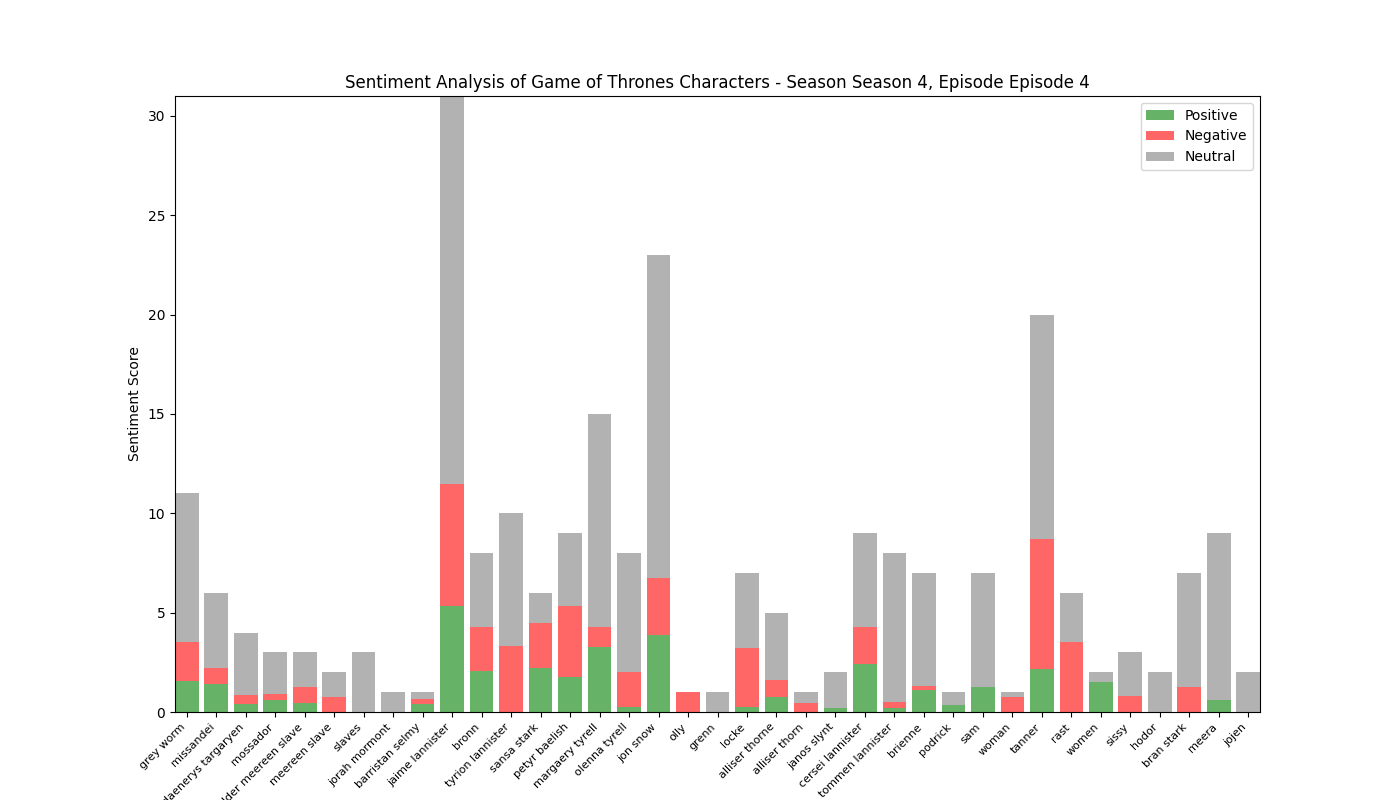 Sentiment Analysis of Game of Thrones Characters - Season Season 4, Episode Episode 4
Positive
Negative
Neutral
30
25
20
15
10
5
0
Sentiment Score
grey worm
missandei
daenerys targaryen
mossador
lder meereen slave
meereen slave
slaves
jorah mormont
barristan selmy
jaime lannister
bronn
tyrion lannister
sansa stark
petyr baelish
margaery tyrell
olenna tyrell
jon snow
olly
grenn
locke
alliser thorne
alliser thorn
janos slynt
cersei lannister
tommen lannister
brienne
podrick
sam
woman
tanner
rast
women
sissy
hodor
bran stark
meera
jojen